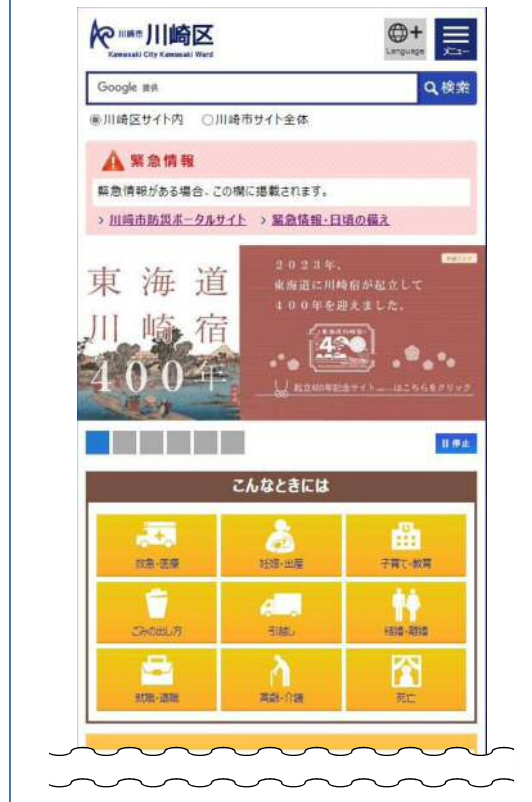 川崎市 川崎区
Kawasaki City Kawasaki Ward
Language
メニュー
Google 提供
検索
川崎区サイト内 川崎市サイト全体
緊急情報
緊急情報がある場合、この欄に掲載されます。
川崎市防災ポータルサイト 緊急情報・日頃の備え
東海道
川崎宿
400年
2023年、
東海道に川崎宿が起立して
400年を迎えました。
400
起立400年記念サイト はこちらをクリック
停止
こんなときには
救急・医療 妊娠・出産 子育て・教育
ごみの出し方 引越し 結婚・離婚
就職・退職 高齢・介護 死亡